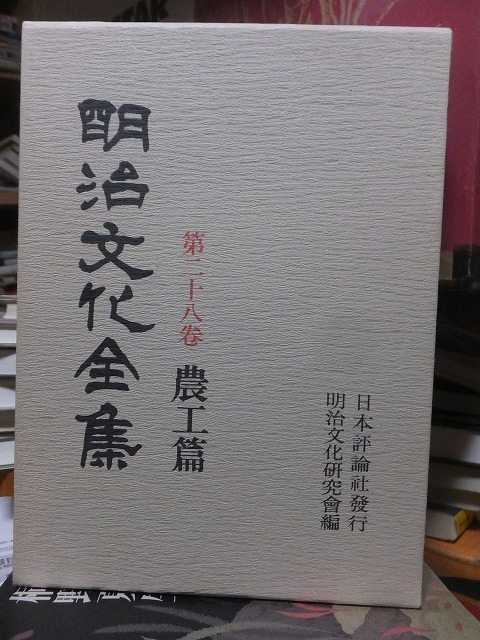 明治文化全集
第二十八巻
農工篇
日本評論社發行
明治文化研究會編